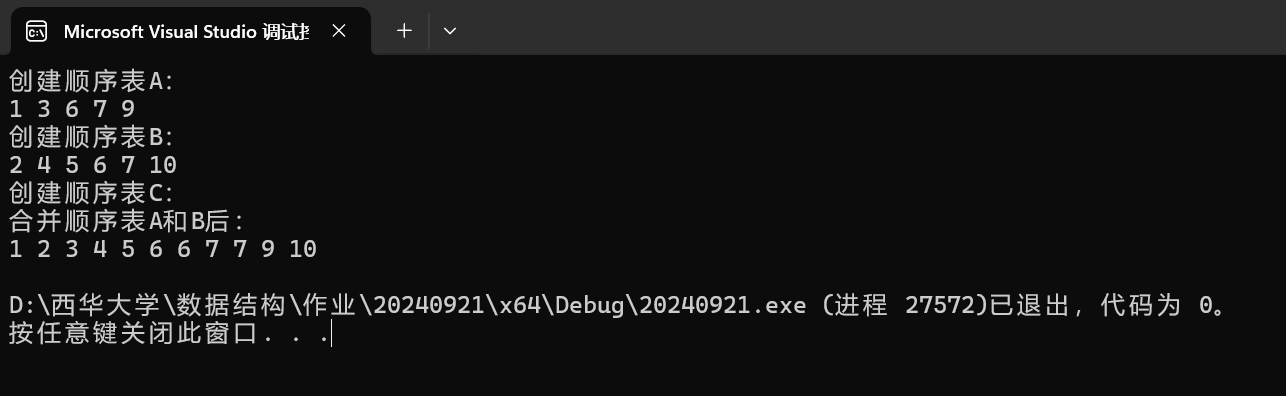 Microsoft Visual Studio 调试控
创建顺序表A:
1 3 6 7 9
创建顺序表B:
2 4 5 6 7 10
创建顺序表C:
合并顺序表A和B后:
1 2 3 4 5 6 6 7 7 9 10
D:\西华大学\数据结构\作业\20240921\x64\Debug\20240921.exe (进程 27572)已退出，代码为 0。
按任意键关闭此窗口. . .